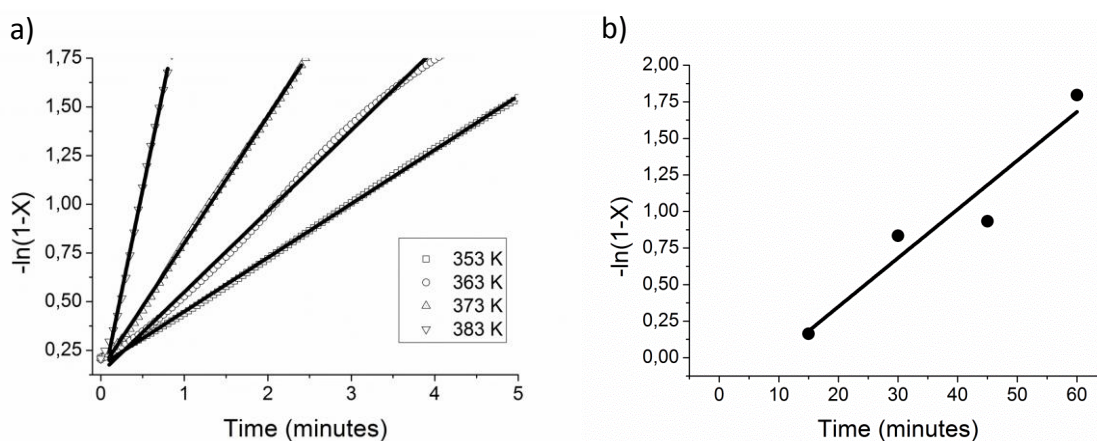 a)
1,75
1,50
1,25
1,00
0,75
0,50
0,25
-ln(1-X)
353 K
363 K
373 K
383 K
0 1 2 3 4 5
Time (minutes)
b)
2,00
1,75
1,50
1,25
1,00
0,75
0,50
0,25
0,00
-ln(1-X)
0 10 20 30 40 50 60
Time (minutes)